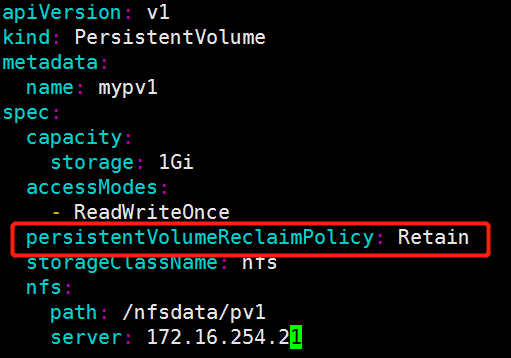 apiVersion: v1
kind: PersistentVolume
metadata:
  name: mypv1
spec:
  capacity:
    storage: 1Gi
  accessModes:
    - ReadWriteOnce
  persistentVolumeReclaimPolicy: Retain
  storageClassName: nfs
  nfs:
    path: /nfsdata/pv1
    server: 172.16.254.21